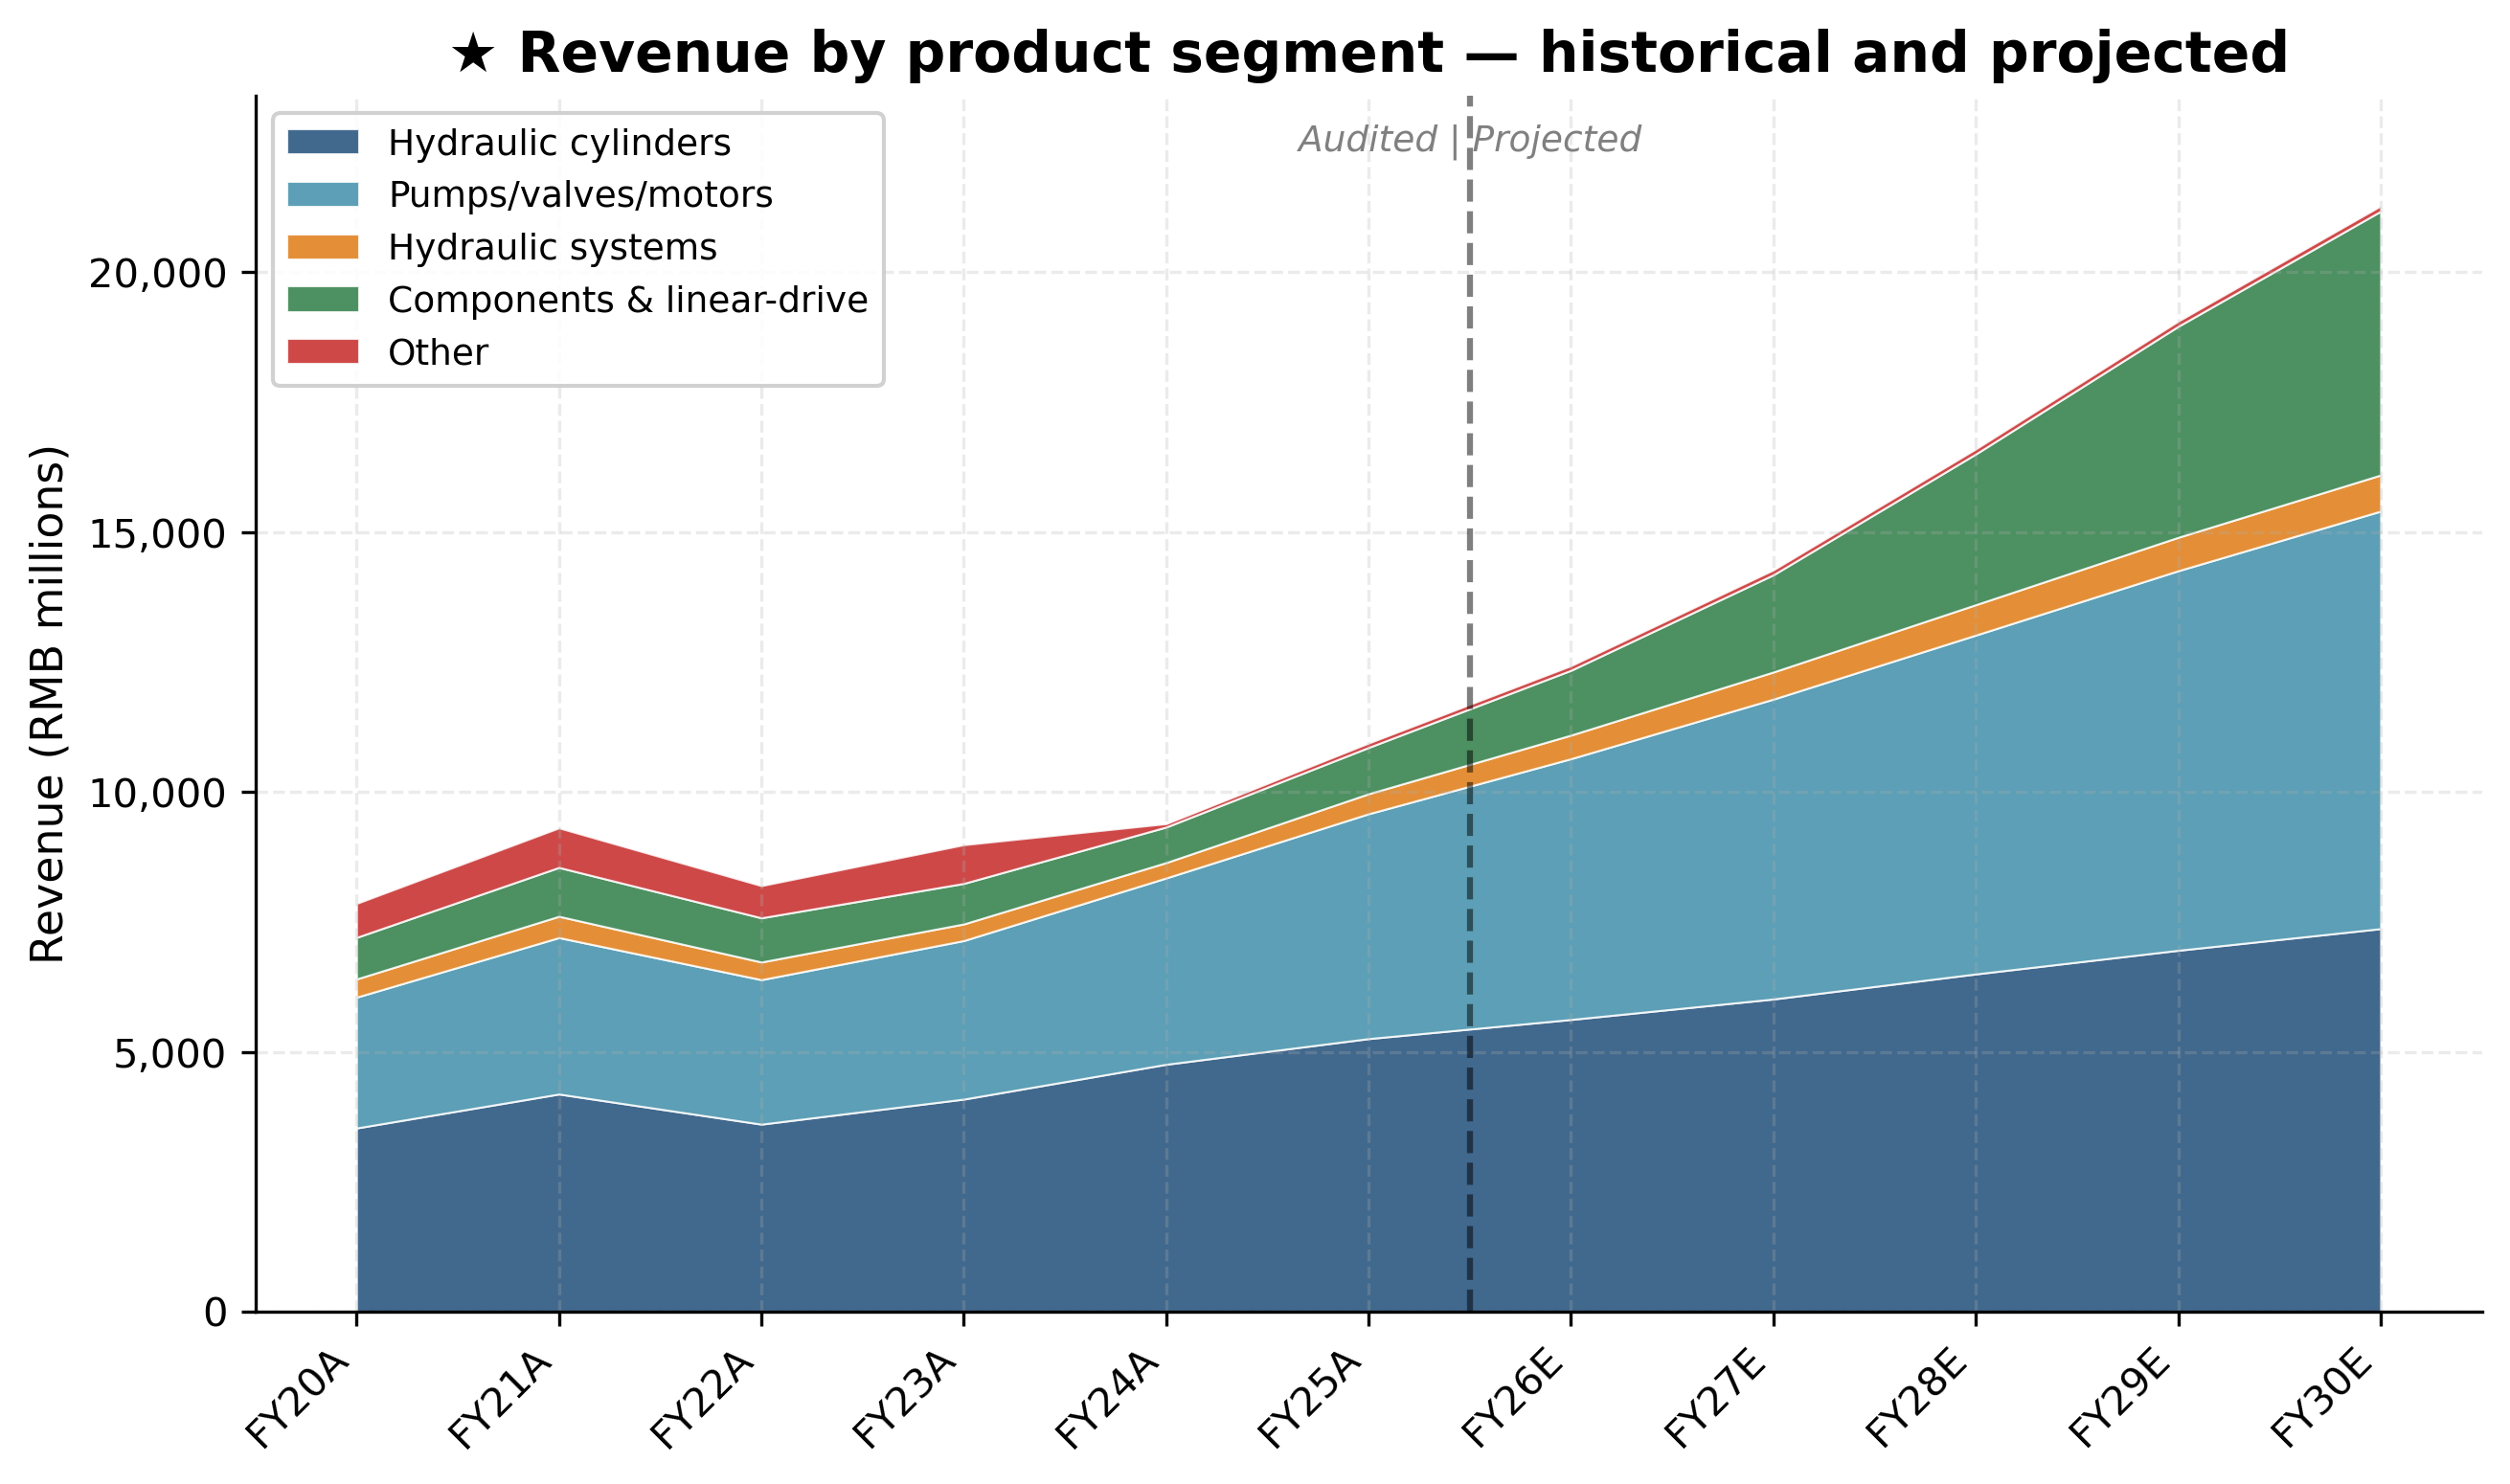 ★ Revenue by product segment — historical and projected
Hydraulic cylinders
Pumps/valves/motors
Hydraulic systems
Components & linear-drive
Other
Audited | Projected
Revenue (RMB millions)
20,000
15,000
10,000
5,000
0
FY20A
FY21A
FY22A
FY23A
FY24A
FY25A
FY26E
FY27E
FY28E
FY29E
FY30E